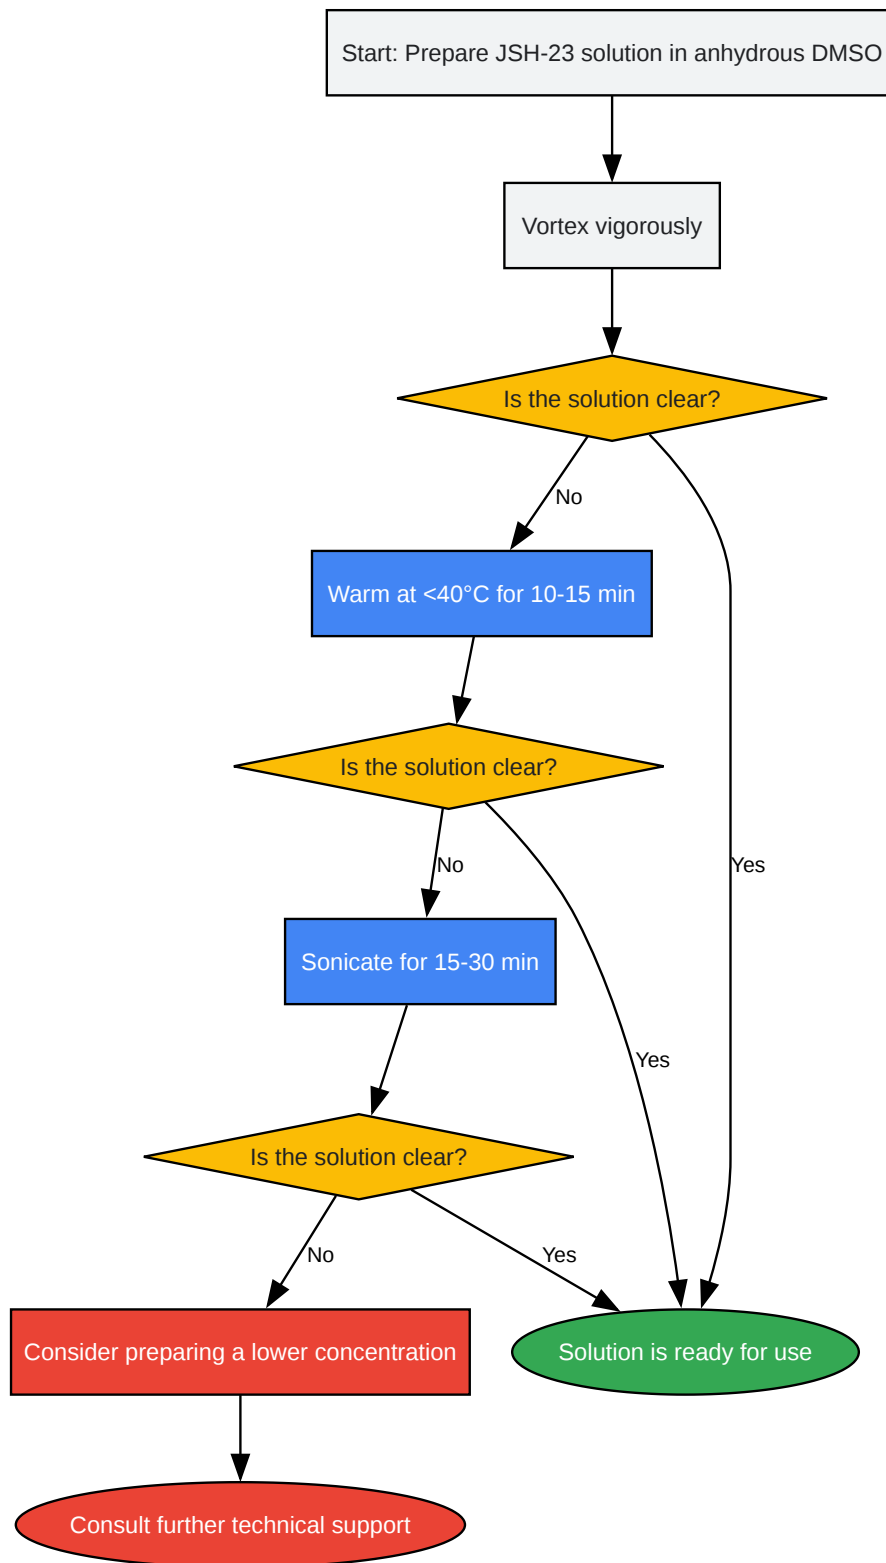 Start: Prepare JSH-23 solution in anhydrous DMSO
Vortex vigorously
Is the solution clear?
No
Warm at <40°C for 10-15 min
Is the solution clear?
No
Yes
Sonicate for 15-30 min
Yes
Is the solution clear?
No
Yes
Consider preparing a lower concentration
Solution is ready for use
Consult further technical support